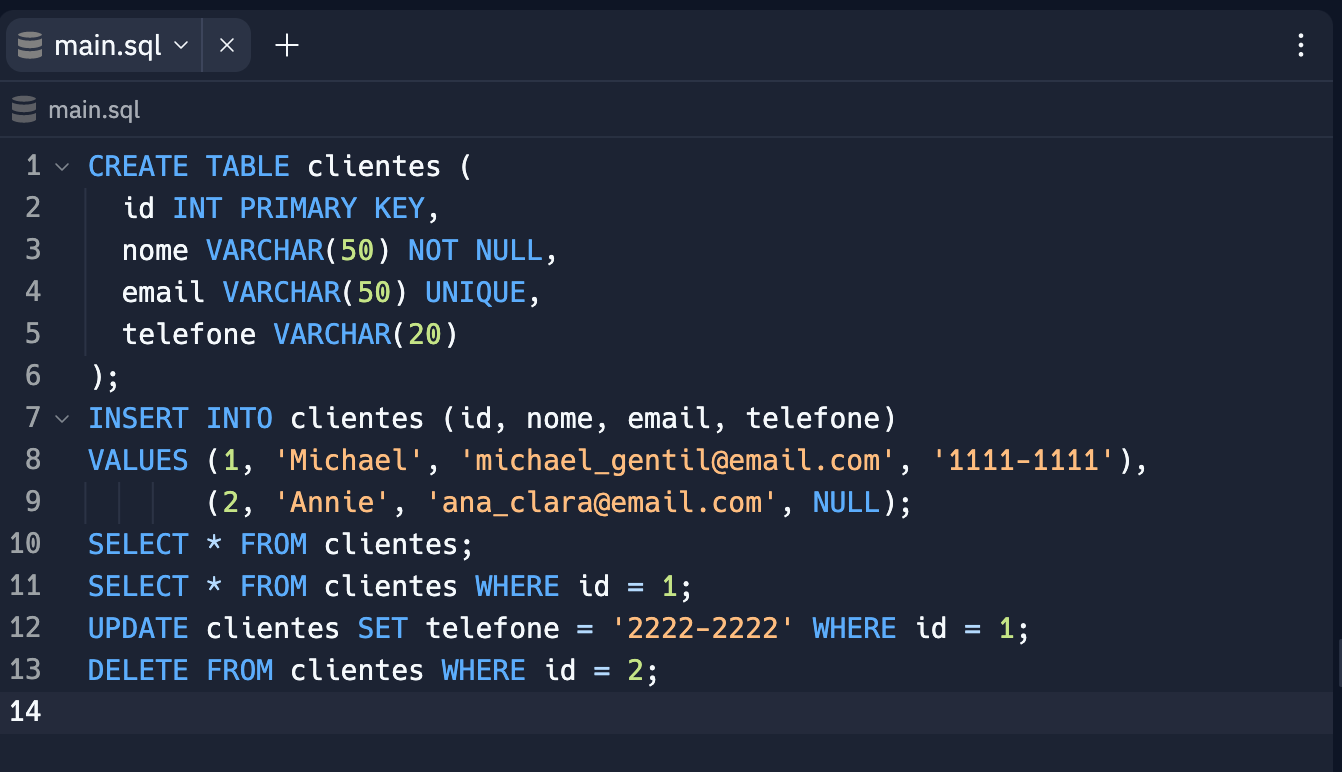 main.sql
main.sql
1 CREATE TABLE clientes (
2 id INT PRIMARY KEY,
3 nome VARCHAR(50) NOT NULL,
4 email VARCHAR(50) UNIQUE,
5 telefone VARCHAR(20)
6 );
7 INSERT INTO clientes (id, nome, email, telefone)
8 VALUES (1, 'Michael', 'michael_gentil@email.com', '1111-1111'),
9 (2, 'Annie', 'ana_clara@email.com', NULL);
10 SELECT * FROM clientes;
11 SELECT * FROM clientes WHERE id = 1;
12 UPDATE clientes SET telefone = '2222-2222' WHERE id = 1;
13 DELETE FROM clientes WHERE id = 2;
14